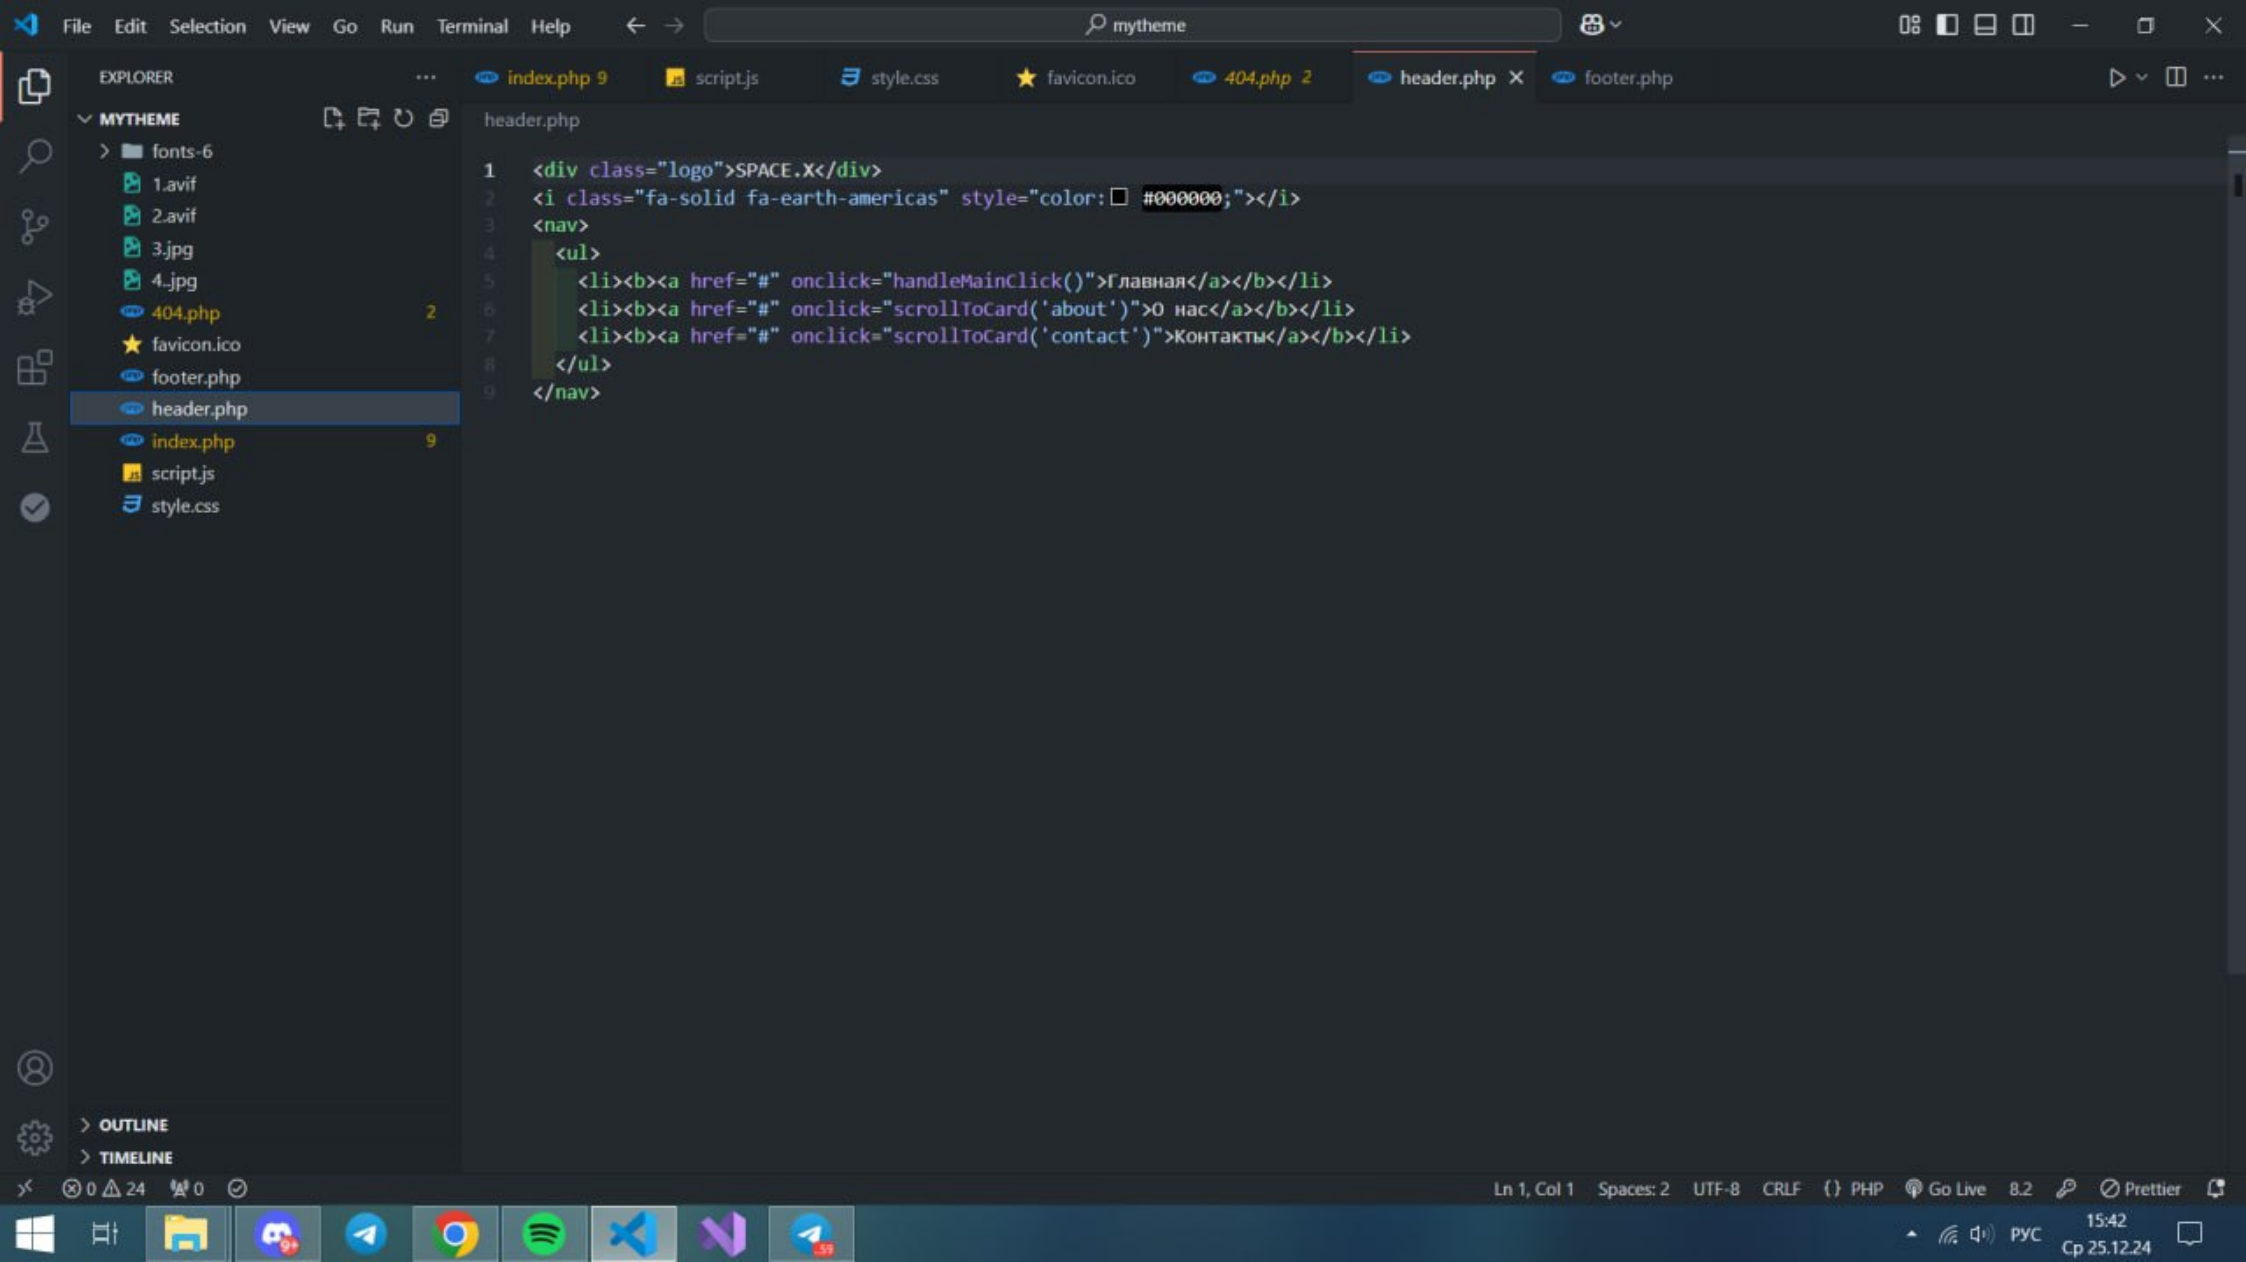 File Edit Selection View Go Run Terminal Help
mytheme
EXPLORER
index.php 9
script.js
style.css
favicon.ico
404.php 2
header.php
footer.php
MYTHEME
header.php
fonts-6
1.avif
2.avif
3.jpg
4..jpg
404.php 2
favicon.ico
footer.php
header.php
index.php 9
script.js
style.css
1 <div class="logo">SPACE.X</div>
2 <i class="fa-solid fa-earth-americas" style="color: #000000;"></i>
3 <nav>
4 <ul>
5 <li><b><a href="#" onclick="handleMainClick()">Главная</a></b></li>
6 <li><b><a href="#" onclick="scrollToCard('about')">О нас</a></b></li>
7 <li><b><a href="#" onclick="scrollToCard('contact')">Контакты</a></b></li>
8 </ul>
9 </nav>
OUTLINE
TIMELINE
0 24 0
Ln 1, Col 1 Spaces: 2 UTF-8 CRLF {} PHP Go Live 8.2 Prettier
9+
JS
..59
РУС
15:42
Ср 25.12.24